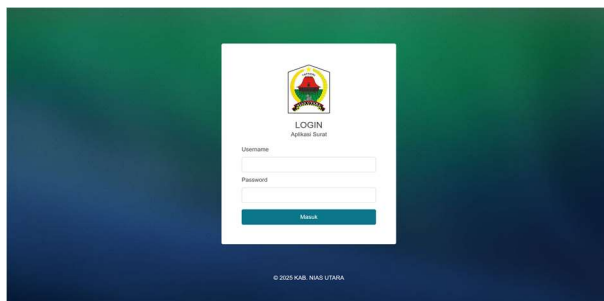 LOGIN
Aplikasi Surat
Username
Password
Masuk
© 2025 KAB. NIAS UTARA